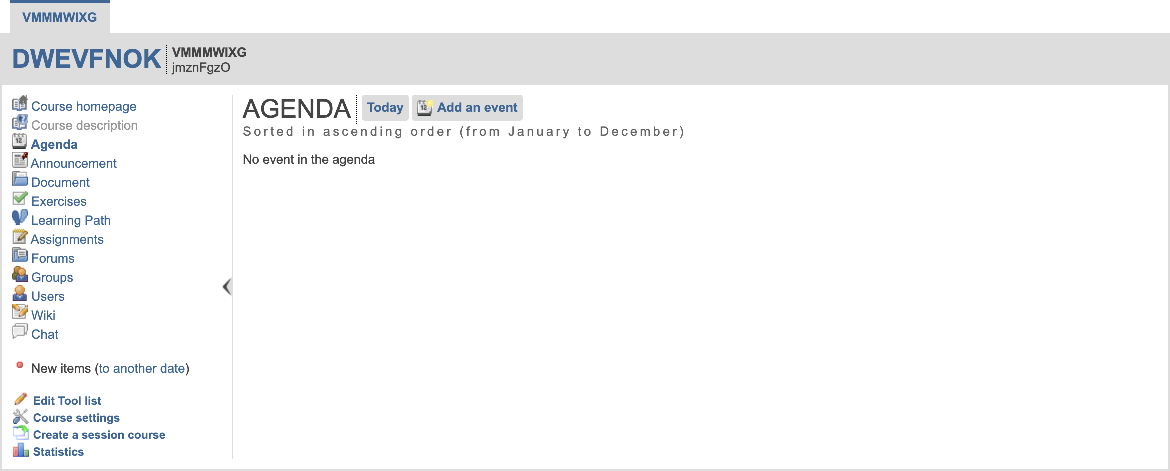 VMMMWIXG
DWEVFNOK
VMMMWIXG
jmznFgzO
Course homepage
Course description
Agenda
Announcement
Document
Exercises
Learning Path
Assignments
Forums
Groups
Users
Wiki
Chat
New items (to another date)
Edit Tool list
Course settings
Create a session course
Statistics
AGENDA Today Add an event
Sorted in ascending order (from January to December)
No event in the agenda